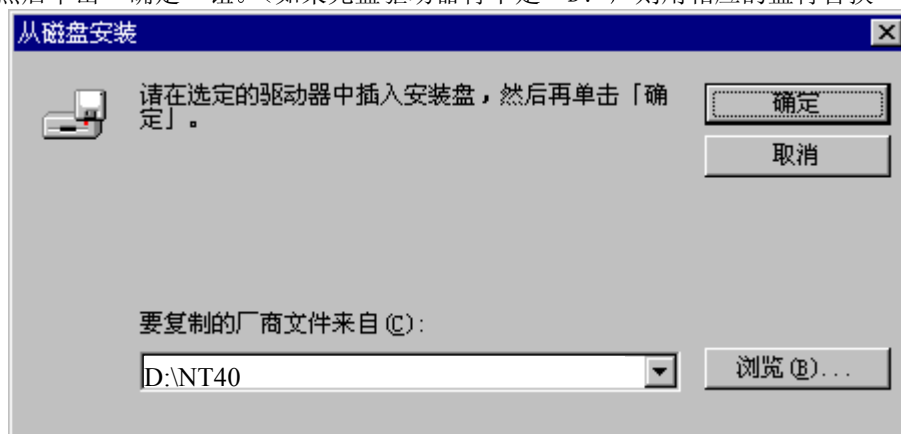 从磁盘安装
请在选定的驱动器中插入安装盘，然后再单击「确
定」。
确定
取消
要复制的厂商文件来自(C):
D:\NT40
浏览(B)...